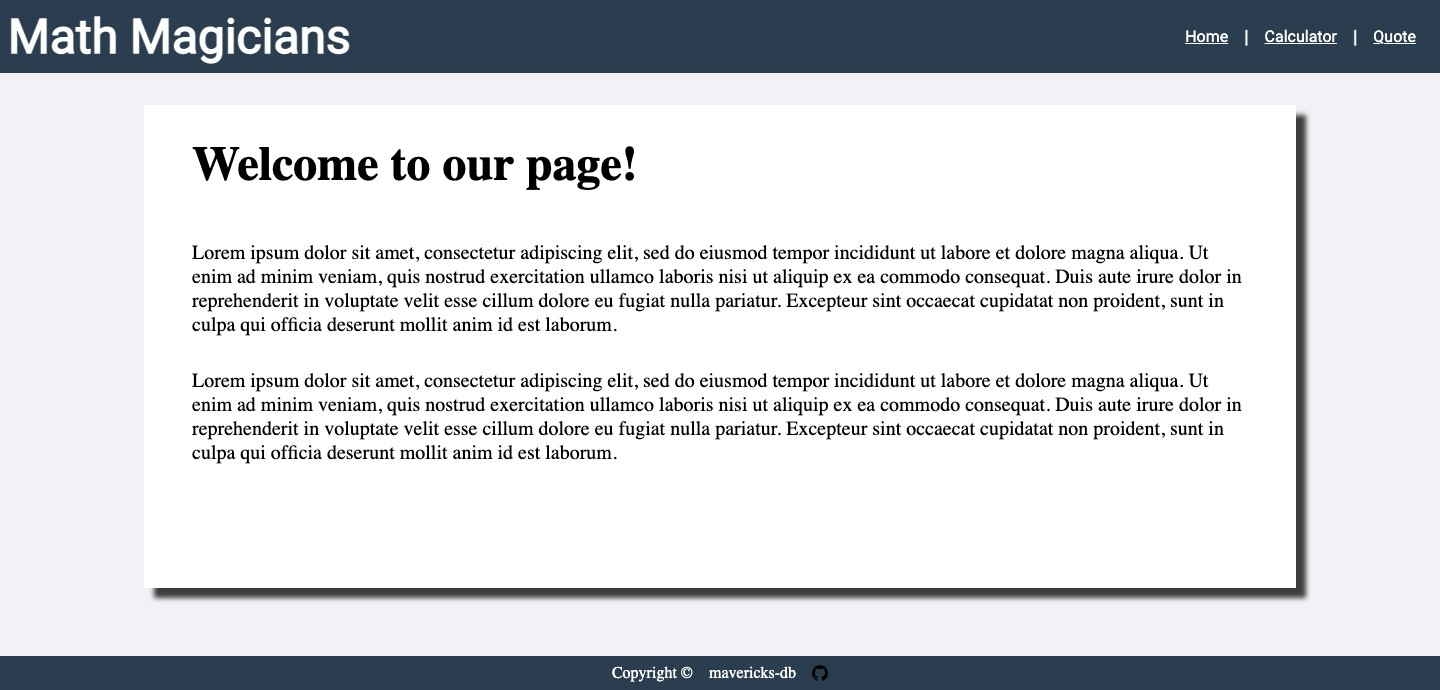 Math Magicians
Home | Calculator | Quote
Welcome to our page!
Lorem ipsum dolor sit amet, consectetur adipiscing elit, sed do eiusmod tempor incididunt ut labore et dolore magna aliqua. Ut
enim ad minim veniam, quis nostrud exercitation ullamco laboris nisi ut aliquip ex ea commodo consequat. Duis aute irure dolor in
reprehenderit in voluptate velit esse cillum dolore eu fugiat nulla pariatur. Excepteur sint occaecat cupidatat non proident, sunt in
culpa qui officia deserunt mollit anim id est laborum.
Lorem ipsum dolor sit amet, consectetur adipiscing elit, sed do eiusmod tempor incididunt ut labore et dolore magna aliqua. Ut
enim ad minim veniam, quis nostrud exercitation ullamco laboris nisi ut aliquip ex ea commodo consequat. Duis aute irure dolor in
reprehenderit in voluptate velit esse cillum dolore eu fugiat nulla pariatur. Excepteur sint occaecat cupidatat non proident, sunt in
culpa qui officia deserunt mollit anim id est laborum.
Copyright © mavericks-db